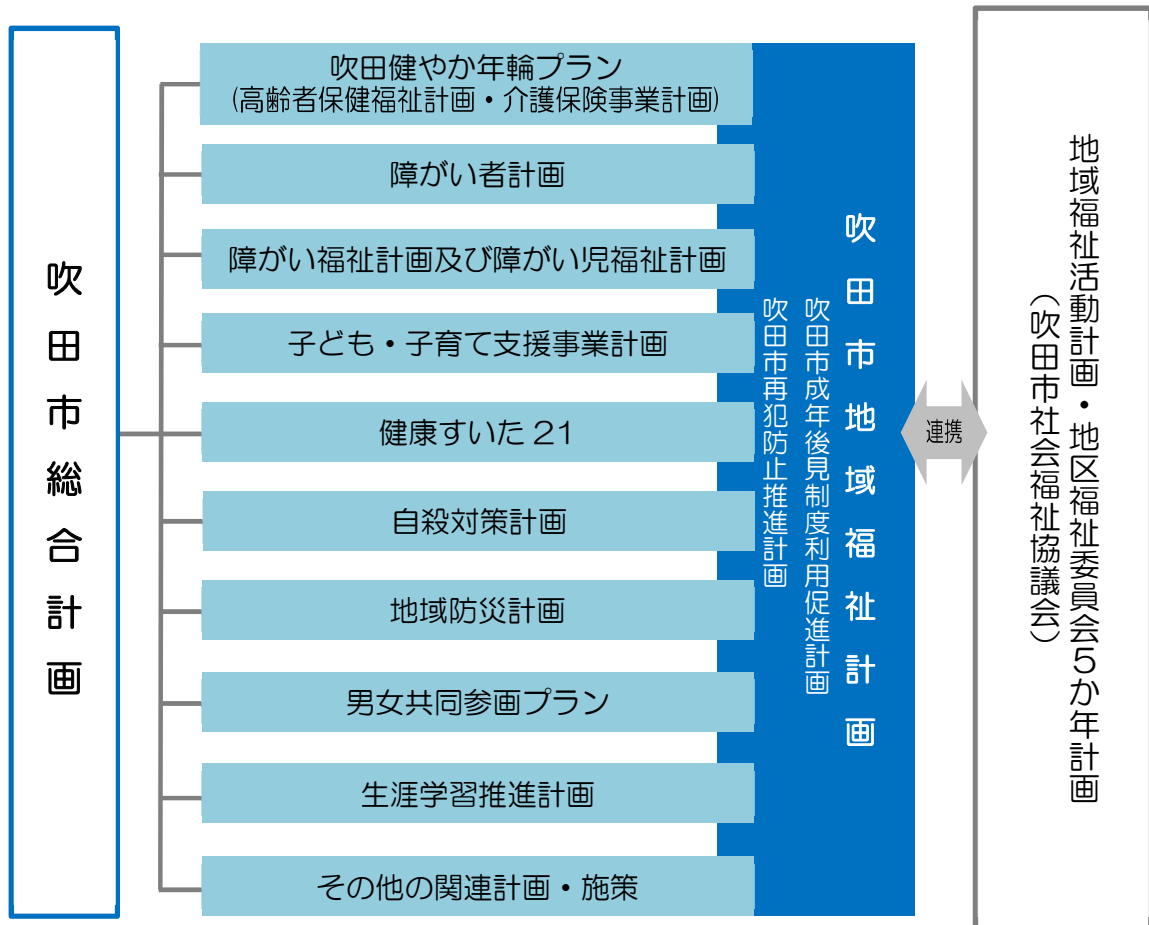 吹田市総合計画
吹田健やか年輪プラン
(高齢者保健福祉計画・介護保険事業計画)
障がい者計画
障がい福祉計画及び障がい児福祉計画
子ども・子育て支援事業計画
健康すいた 21
自殺対策計画
地域防災計画
男女共同参画プラン
生涯学習推進計画
その他の関連計画・施策
吹田市地域福祉計画
吹田市成年後見制度利用促進計画
吹田市再犯防止推進計画
連携
地域福祉活動計画・地区福祉委員会5か年計画
(吹田市社会福祉協議会)